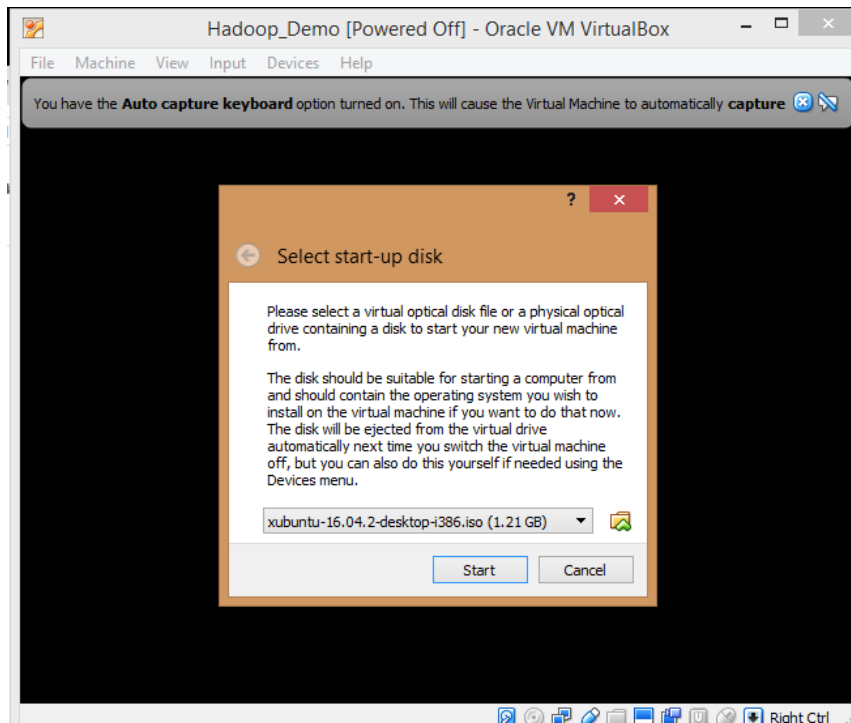 Hadoop_Demo [Powered Off] - Oracle VM VirtualBox
File Machine View Input Devices Help
You have the Auto capture keyboard option turned on. This will cause the Virtual Machine to automatically capture
?
Select start-up disk
Please select a virtual optical disk file or a physical optical
drive containing a disk to start your new virtual machine
from.
The disk should be suitable for starting a computer from
and should contain the operating system you wish to
install on the virtual machine if you want to do that now.
The disk will be ejected from the virtual drive
automatically next time you switch the virtual machine
off, but you can also do this yourself if needed using the
Devices menu.
xubuntu-16.04.2-desktop-i386.iso (1.21 GB)
Start Cancel
Right Ctrl